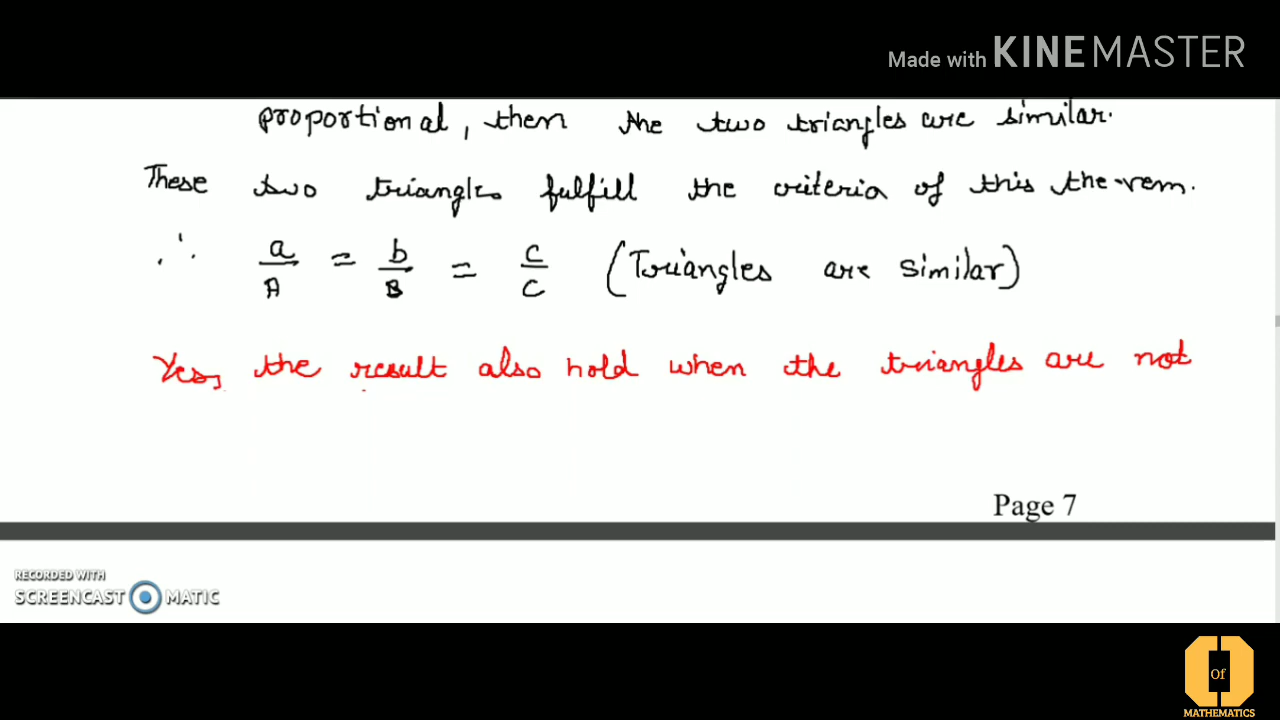 Made with KINEMASTER
proportional, then the two triangles are similar.
These two triangles fulfill the criteria of this theorem.
∴ a/A = b/B = c/C (Triangles are similar)
Yes, the result also hold when the triangles are not
Page 7
RECORDED WITH
SCREENCAST MATIC
Of
MATHEMATICS